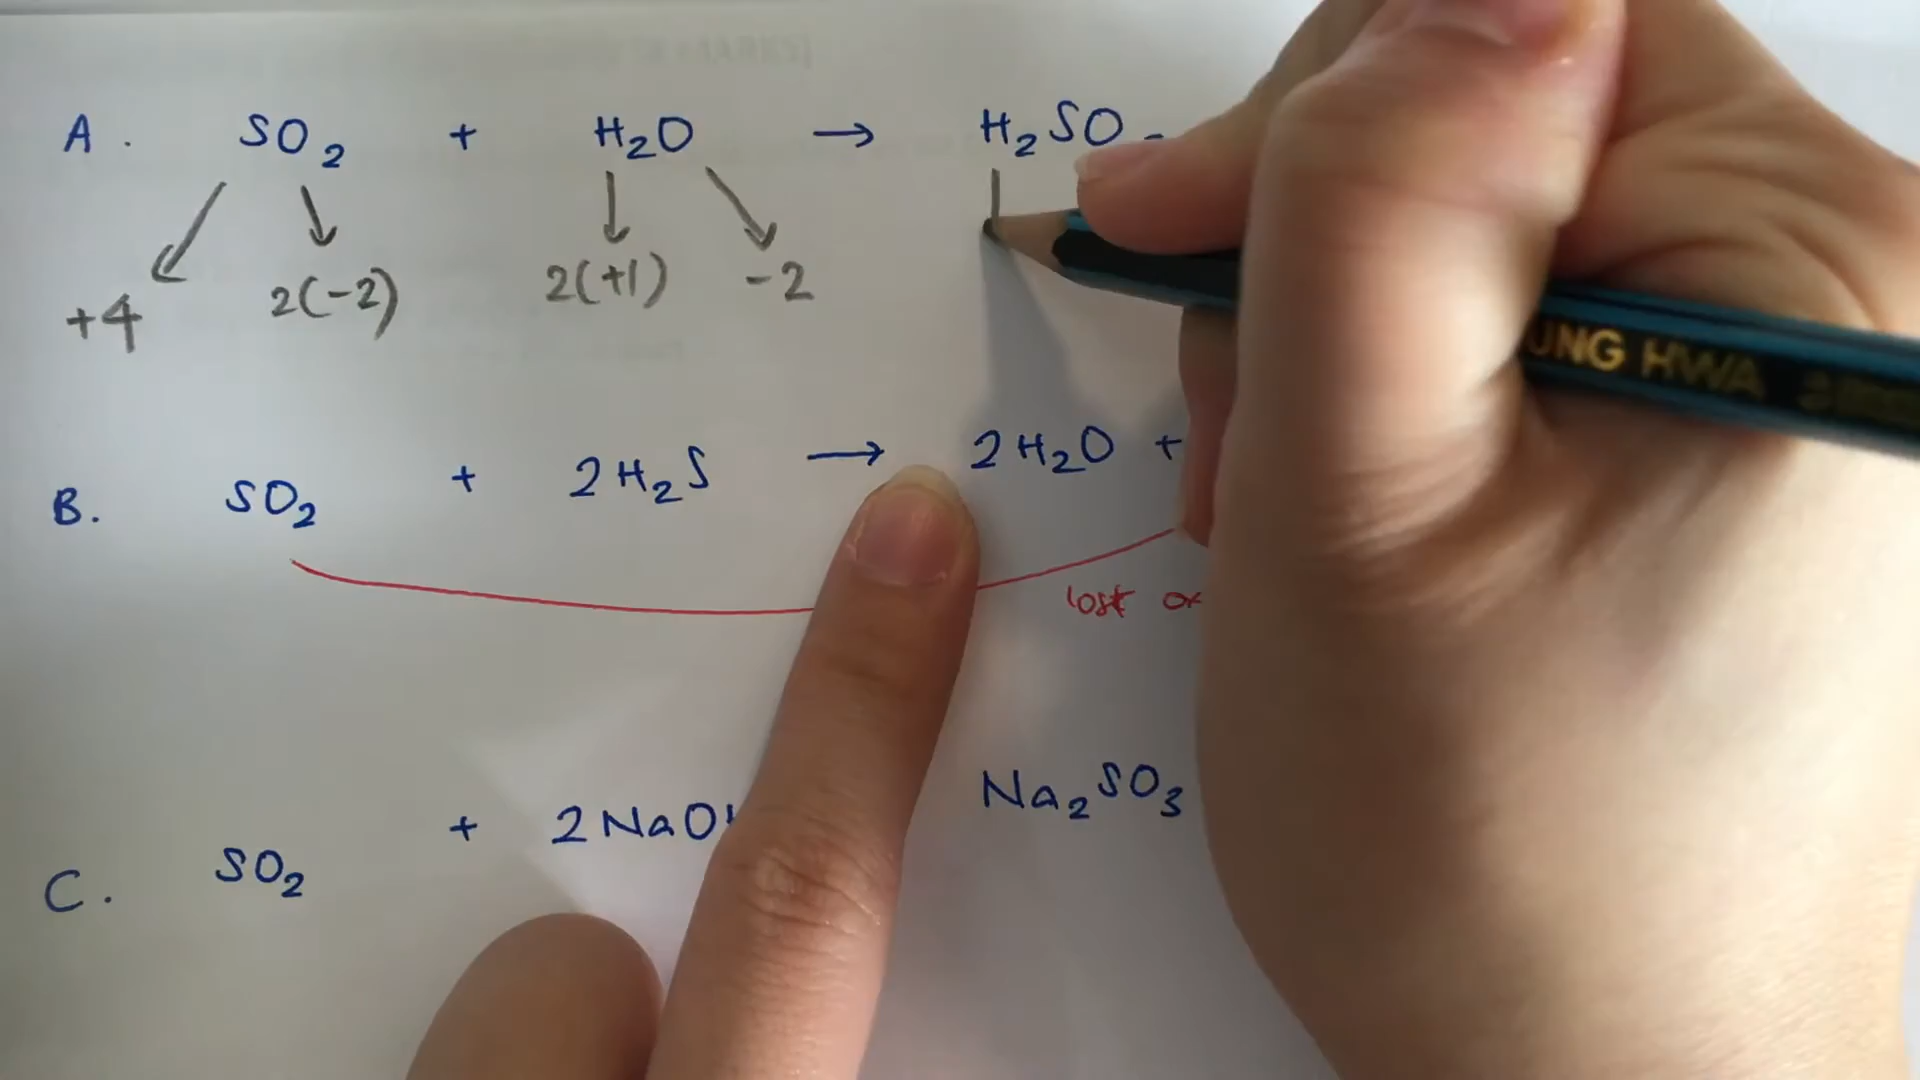 A. SO₂ + H₂O → H₂SO
+4 2(-2) 2(+1) -2
UNG HWA
B. SO₂ + 2H₂S → 2H₂O +
lost
C. SO₂ + 2NaO Na₂SO₃